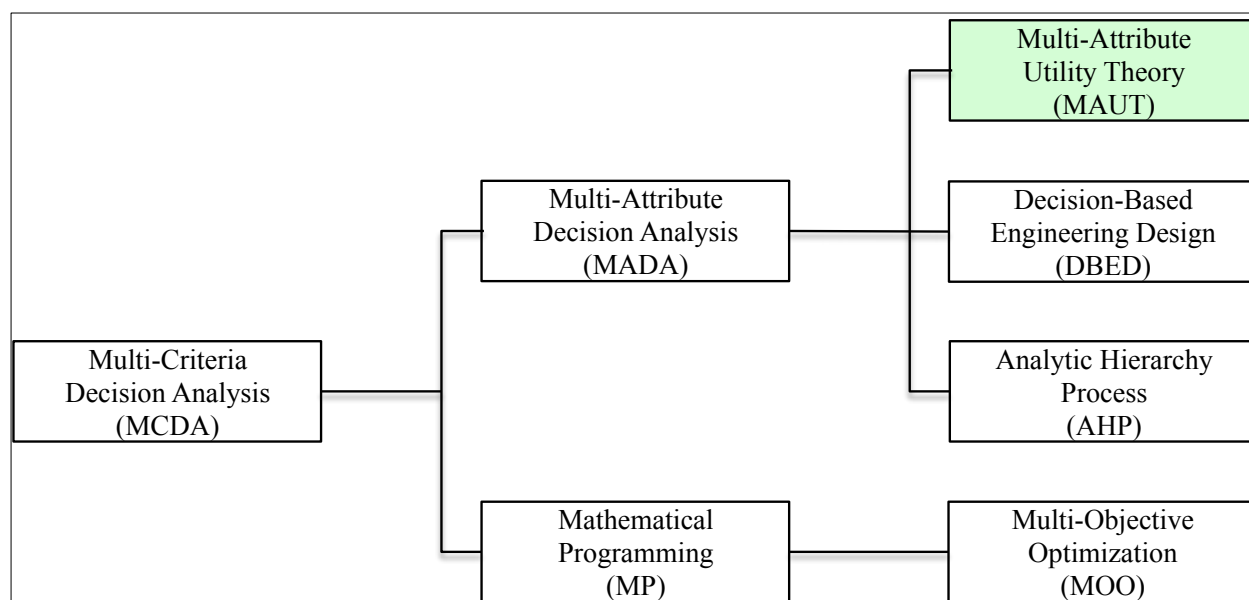 Multi-Attribute
Utility Theory
(MAUT)
Multi-Attribute
Decision Analysis
(MADA)
Decision-Based
Engineering Design
(DBED)
Multi-Criteria
Decision Analysis
(MCDA)
Analytic Hierarchy
Process
(AHP)
Mathematical
Programming
(MP)
Multi-Objective
Optimization
(MOO)